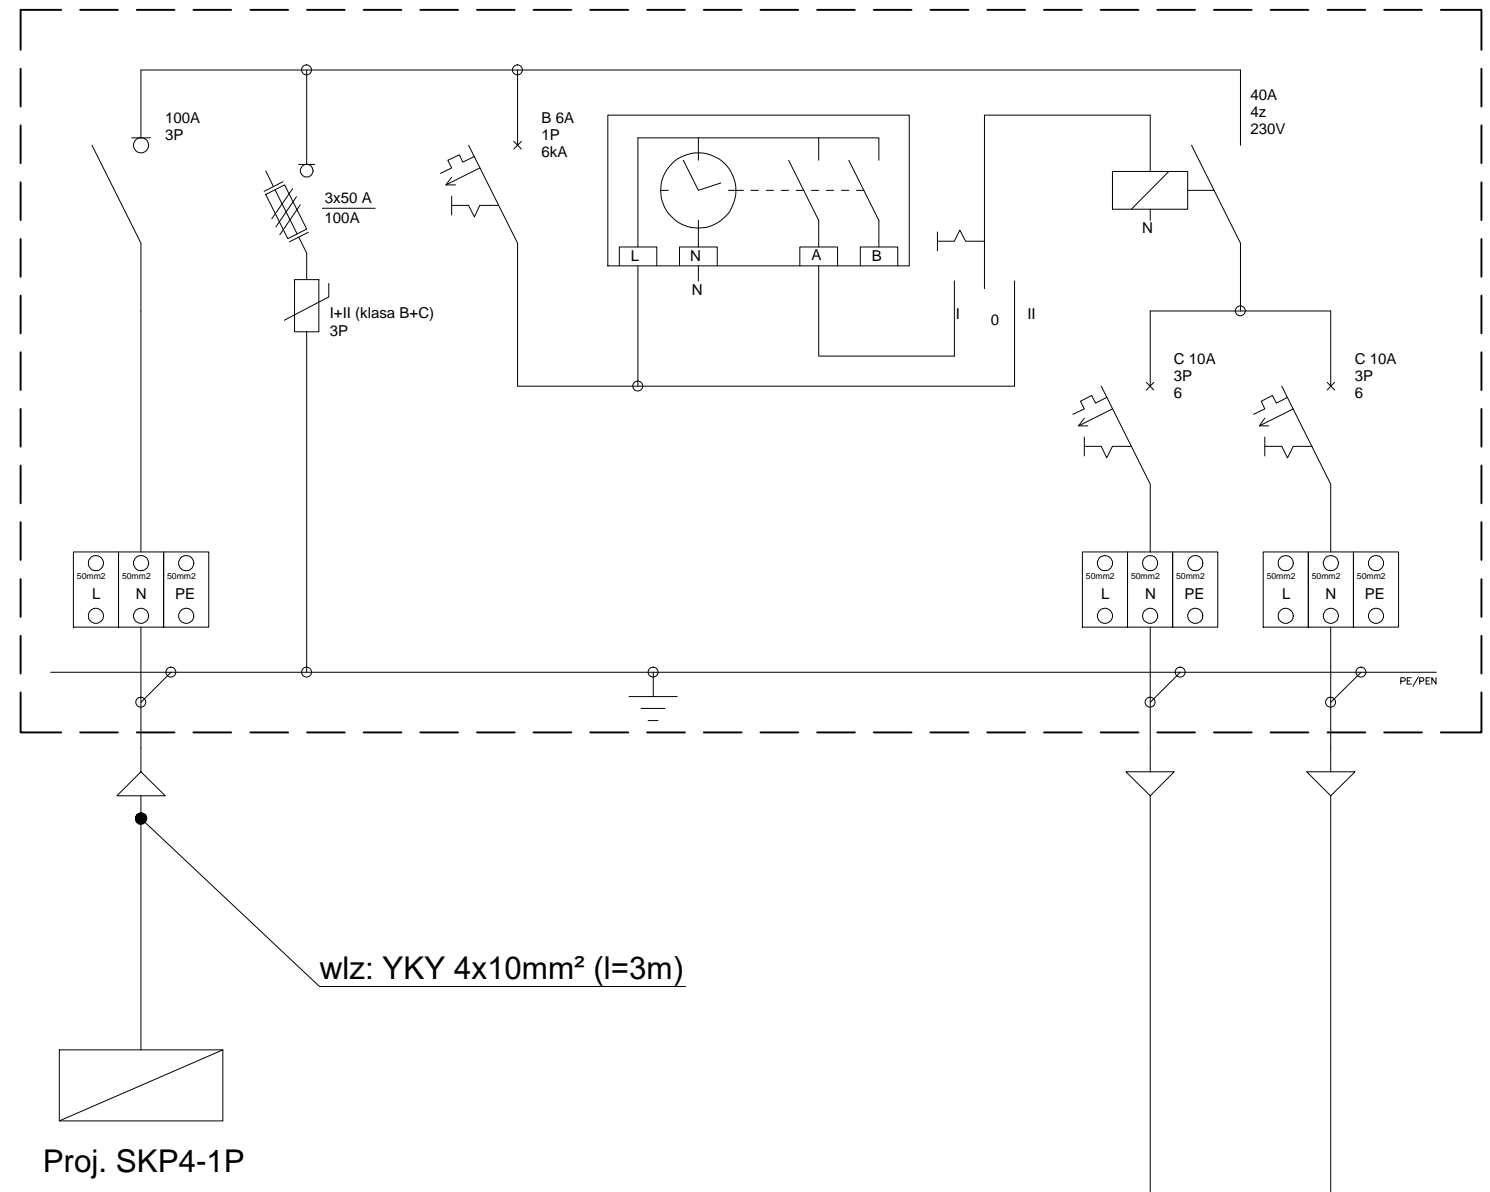 100A
3P
3x50 A
100A
I+II (klasa B+C)
3P
B 6A
1P
6kA
L
N
A
B
N
I
0
II
40A
4z
230V
N
C 10A
3P
6
C 10A
3P
6
50mm2
50mm2
50mm2
L
N
PE
50mm2
50mm2
50mm2
L
N
PE
50mm2
50mm2
50mm2
L
N
PE
PE/PEN
wlz: YKY 4x10mm² (l=3m)
Proj. SKP4-1P